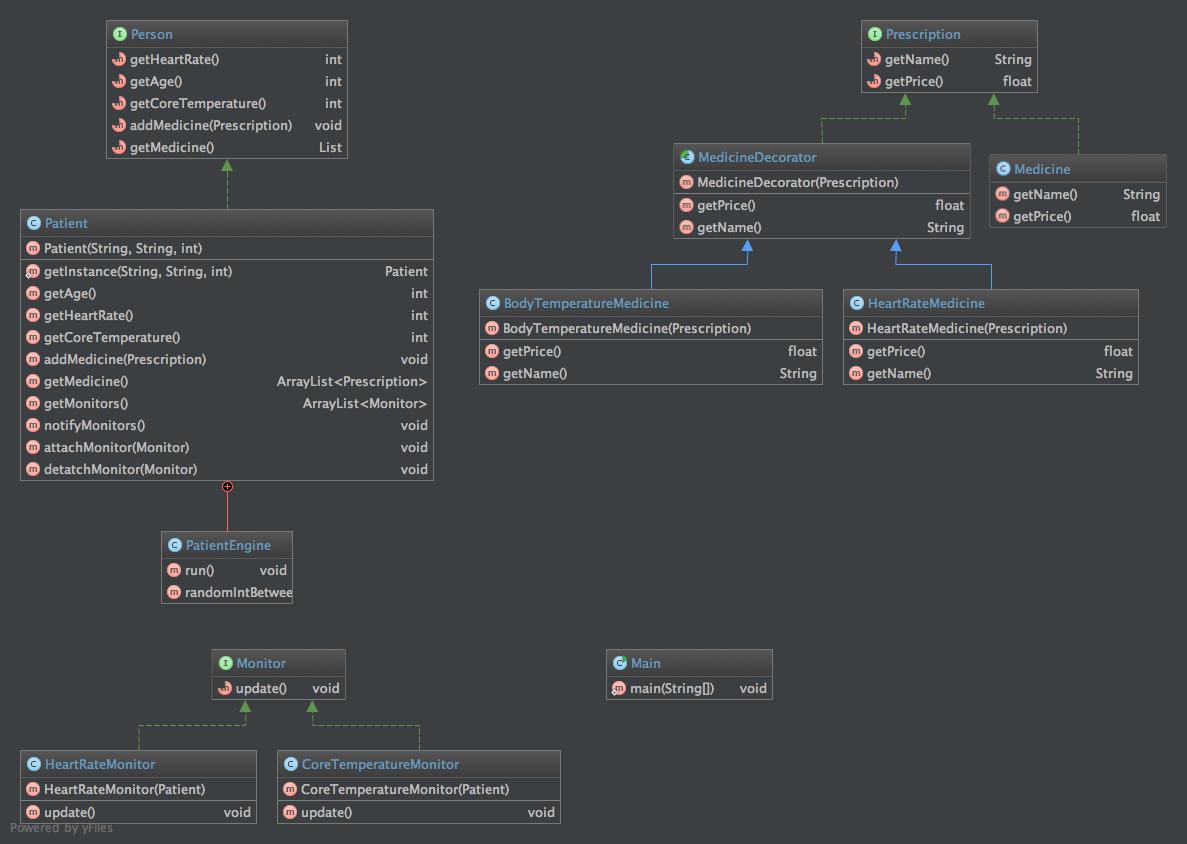 Person
getHeartRate() int
getAge() int
getCoreTemperature() int
addMedicine(Prescription) void
getMedicine() List
Prescription
getName() String
getPrice() float
MedicineDecorator
MedicineDecorator(Prescription)
getPrice() float
getName() String
Medicine
getName() String
getPrice() float
Patient
Patient(String, String, int)
getInstance(String, String, int) Patient
getAge() int
getHeartRate() int
getCoreTemperature() int
addMedicine(Prescription) void
getMedicine() ArrayList<Prescription>
getMonitors() ArrayList<Monitor>
notifyMonitors() void
attachMonitor(Monitor) void
detatchMonitor(Monitor) void
BodyTemperatureMedicine
BodyTemperatureMedicine(Prescription)
getPrice() float
getName() String
HeartRateMedicine
HeartRateMedicine(Prescription)
getPrice() float
getName() String
PatientEngine
run() void
randomIntBetwee
Monitor
update() void
Main
main(String[]) void
HeartRateMonitor
HeartRateMonitor(Patient)
update() void
CoreTemperatureMonitor
CoreTemperatureMonitor(Patient)
update() void
Powered by yFiles